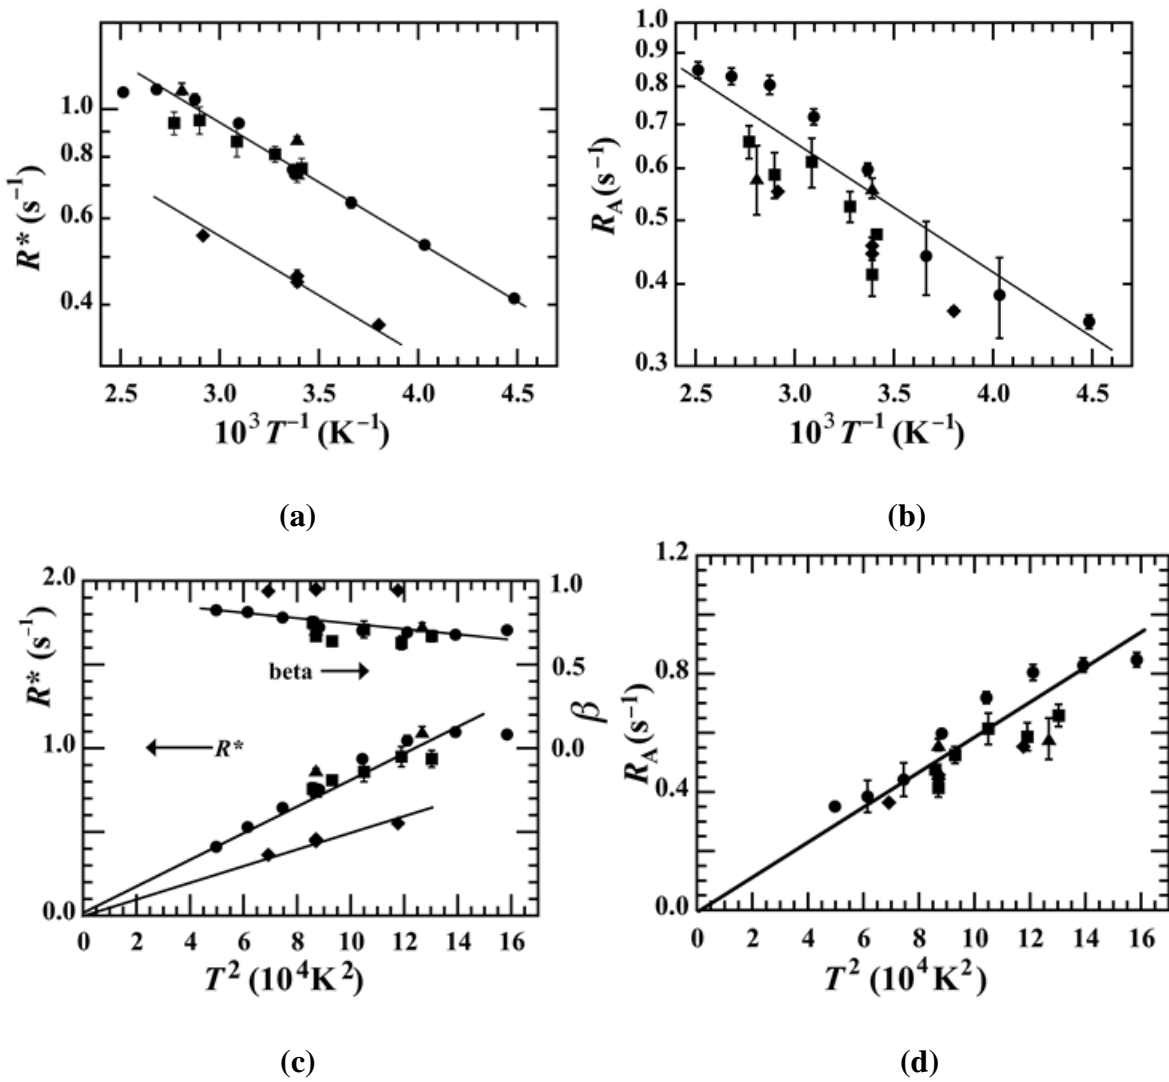 1.0
0.8
0.6
0.4
R* (s⁻¹)
2.5 3.0 3.5 4.0 4.5
10³ T⁻¹ (K⁻¹)
(a)
1.0
0.9
0.8
0.7
0.6
0.5
0.4
0.3
R_A (s⁻¹)
2.5 3.0 3.5 4.0 4.5
10³ T⁻¹ (K⁻¹)
(b)
2.0
1.0
0.0
R* (s⁻¹)
beta →
← R*
1.0
0.5
0.0
β
0 2 4 6 8 10 12 14 16
T² (10⁴K²)
(c)
1.2
0.8
0.4
0.0
R_A (s⁻¹)
0 2 4 6 8 10 12 14 16
T² (10⁴K²)
(d)